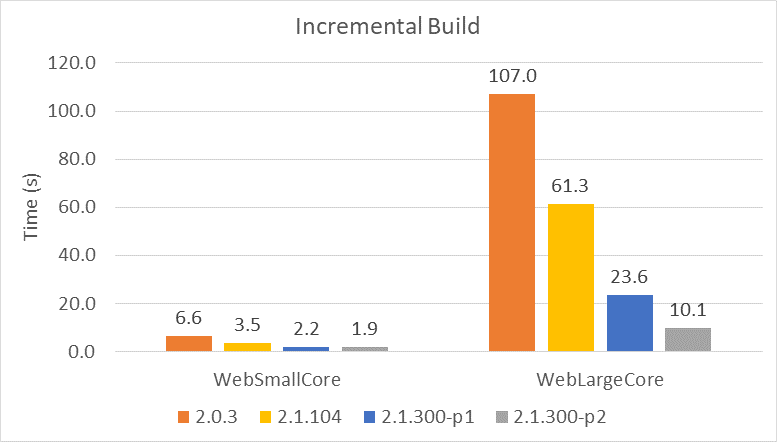 Incremental Build
120.0
100.0
80.0
60.0
40.0
20.0
0.0
Time (s)
107.0
61.3
23.6
10.1
6.6
3.5
2.2
1.9
WebSmallCore
WebLargeCore
2.0.3
2.1.104
2.1.300-p1
2.1.300-p2